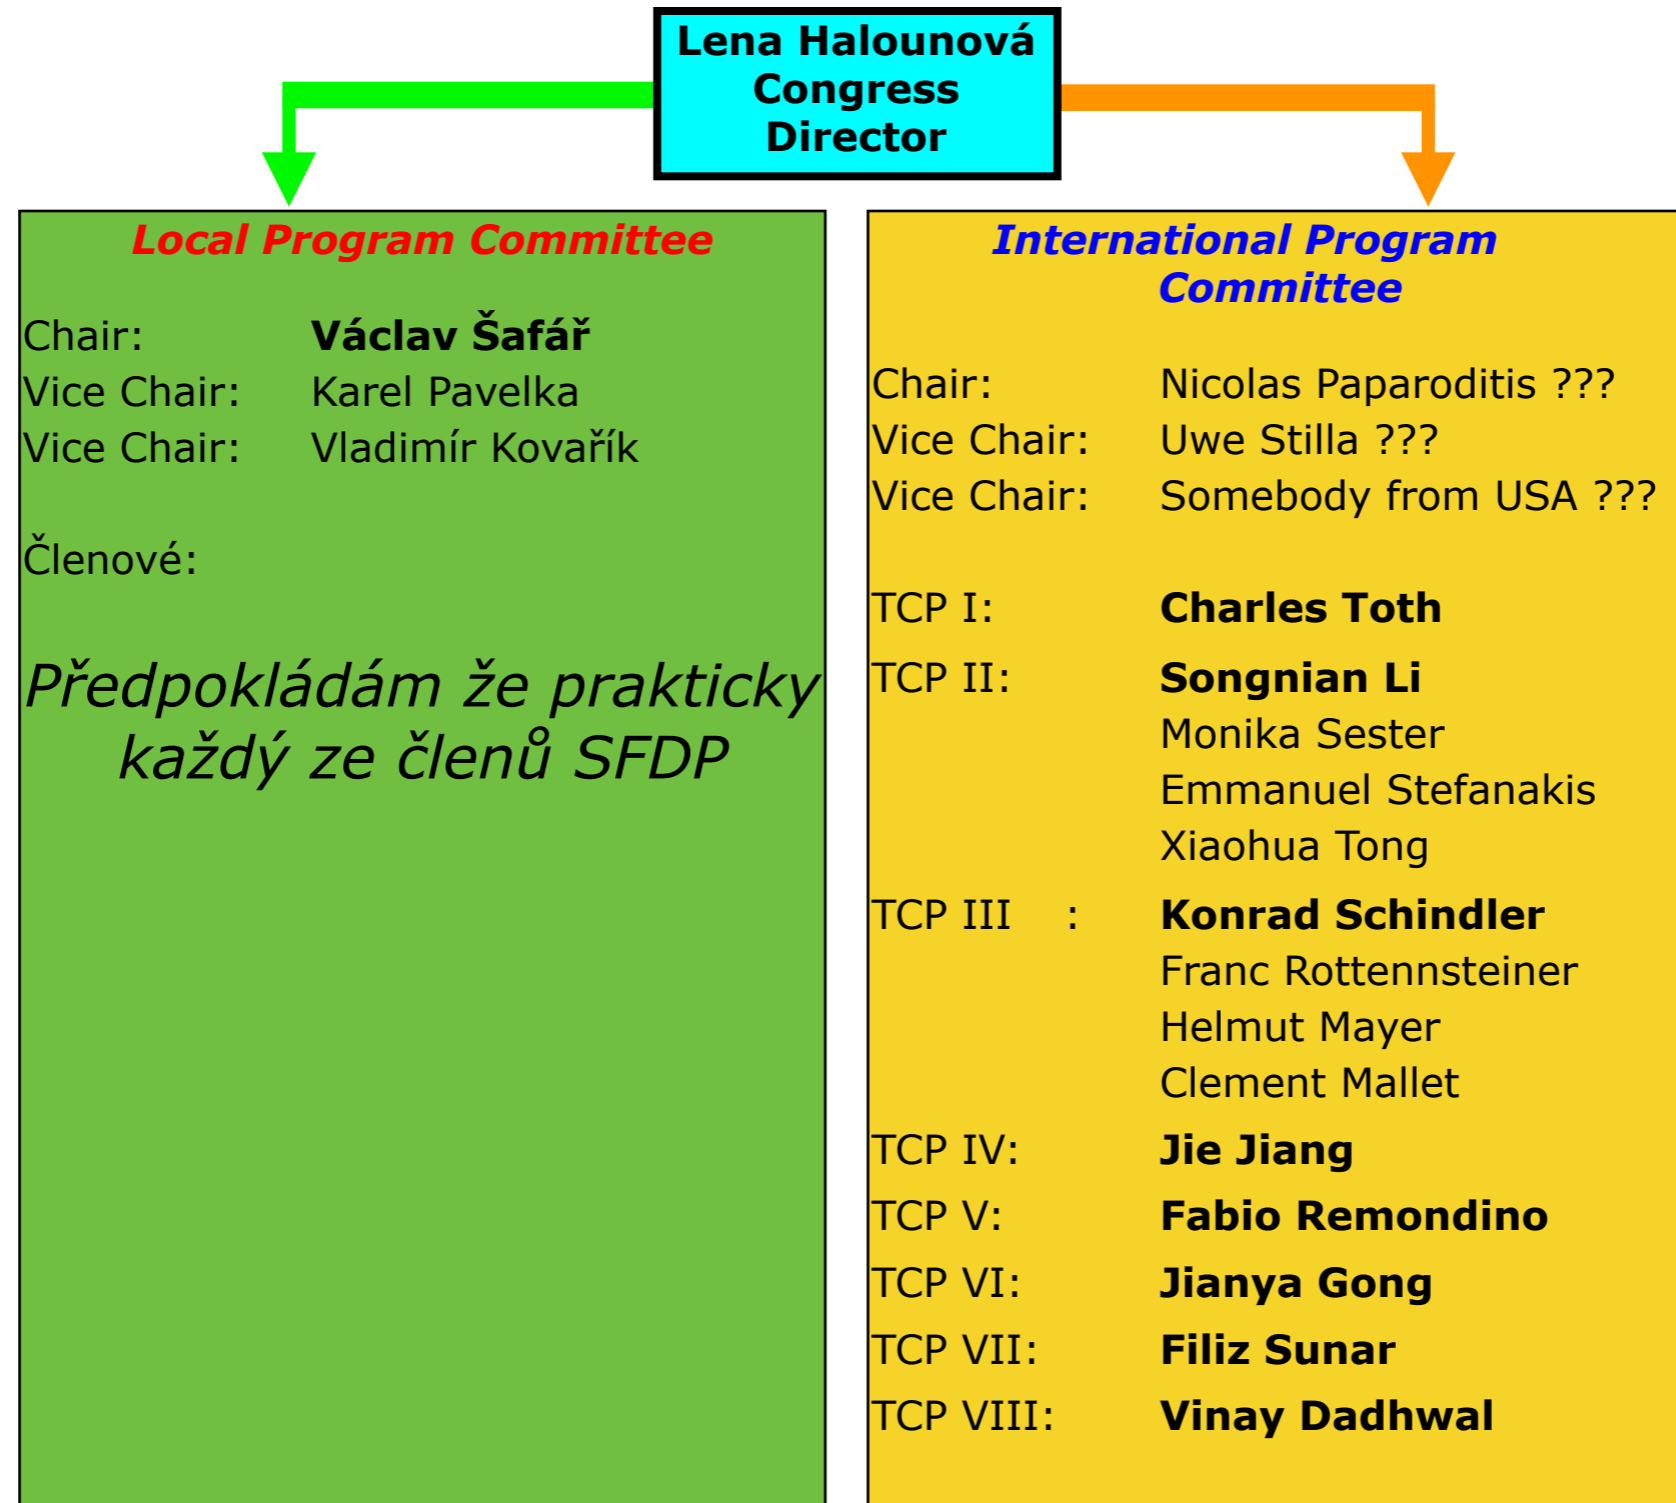 Lena Halounová
Congress
Director
Local Program Committee
Chair: Václav Šafář
Vice Chair: Karel Pavelka
Vice Chair: Vladimír Kovařík
Členové:
Předpokládám že prakticky
každý ze členů SFDP
International Program
Committee
Chair: Nicolas Paparoditis ???
Vice Chair: Uwe Stilla ???
Vice Chair: Somebody from USA ???
TCP I: Charles Toth
TCP II: Songnian Li
Monika Sester
Emmanuel Stefanakis
Xiaohua Tong
TCP III : Konrad Schindler
Franc Rottennsteiner
Helmut Mayer
Clement Mallet
TCP IV: Jie Jiang
TCP V: Fabio Remondino
TCP VI: Jianya Gong
TCP VII: Filiz Sunar
TCP VIII: Vinay Dadhwal